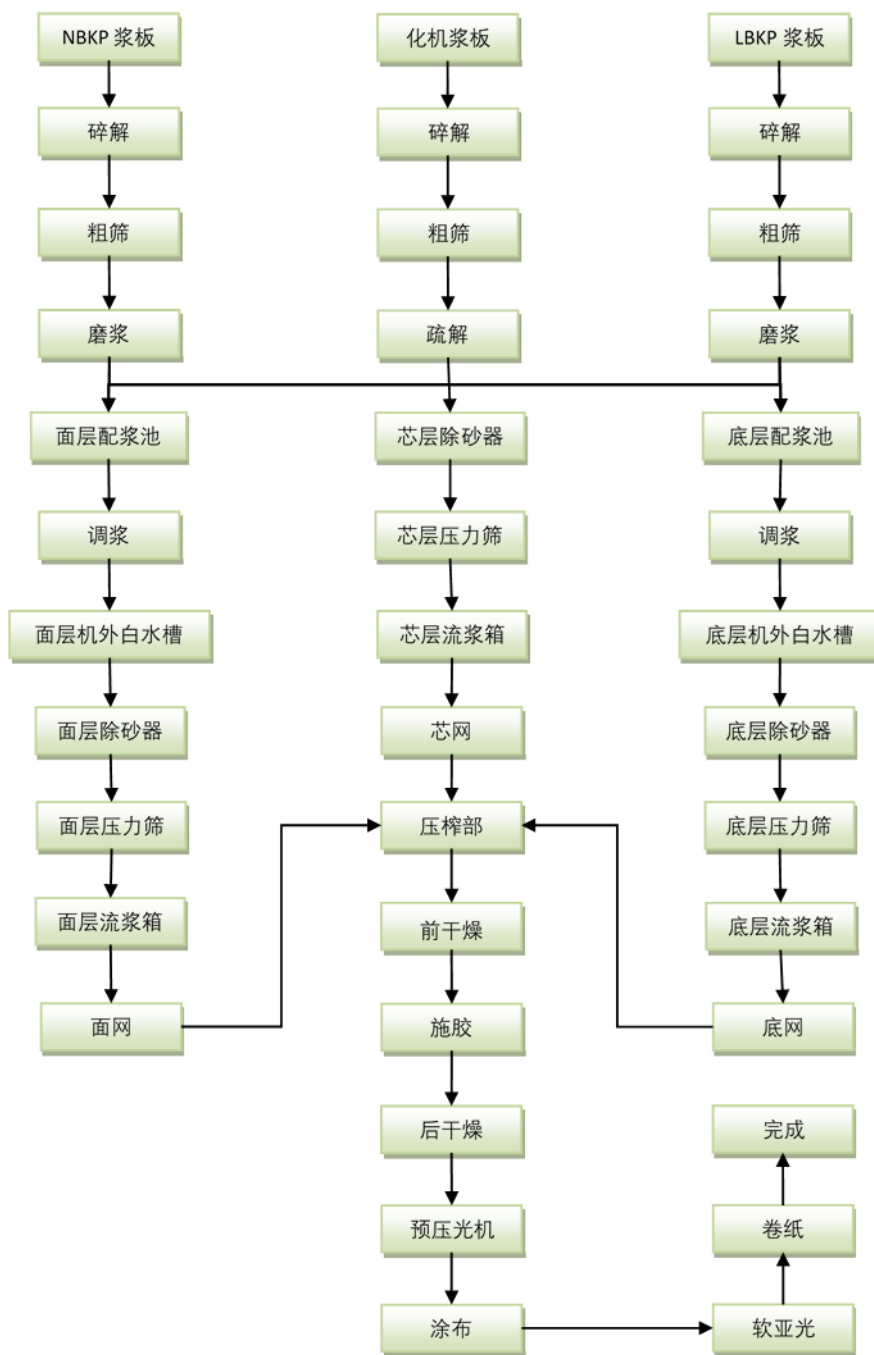 NBKP 浆板
化机浆板
LBKP 浆板
碎解
碎解
碎解
粗筛
粗筛
粗筛
磨浆
疏解
磨浆
面层配浆池
芯层除砂器
底层配浆池
调浆
芯层压力筛
调浆
面层机外白水槽
芯层流浆箱
底层机外白水槽
面层除砂器
芯网
底层除砂器
面层压力筛
压榨部
底层压力筛
面层流浆箱
前干燥
底层流浆箱
面网
施胶
底网
后干燥
完成
预压光机
卷纸
涂布
软亚光